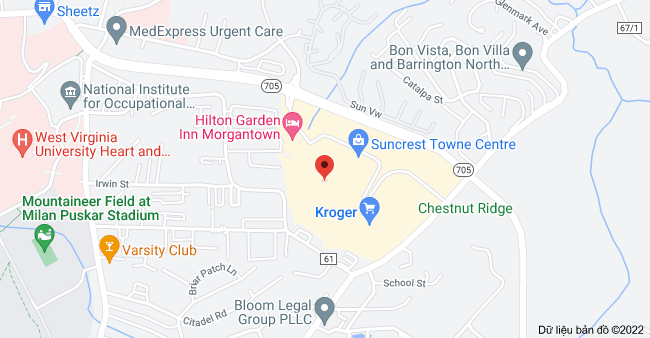 Sheetz
Glenmark Ave
67/1
MedExpress Urgent Care
Bon Vista, Bon Villa
and Barrington North...
Catalpa St
National Institute
for Occupational...
705
Sun Vw
Hilton Garden
Inn Morgantown
Suncrest Towne Centre
West Virginia
University Heart and...
705
Irwin St
Mountaineer Field at
Milan Puskar Stadium
Kroger
Chestnut Ridge
Varsity Club
61
Briar Patch Ln
School St
Bloom Legal
Group PLLC
Citadel Rd
Dữ liệu bản đồ ©2022